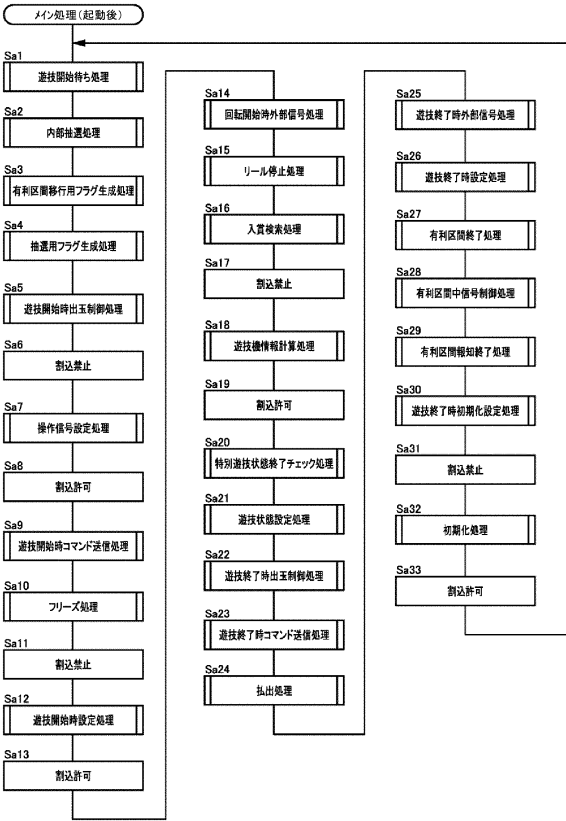 メイン処理(起動後)
Sa1
遊技開始待ち処理
Sa2
内部抽選処理
Sa3
有利区間移行用フラグ生成処理
Sa4
抽選用フラグ生成処理
Sa5
遊技開始時出玉制御処理
Sa6
割込禁止
Sa7
操作信号設定処理
Sa8
割込許可
Sa9
遊技開始時コマンド送信処理
Sa10
フリーズ処理
Sa11
割込禁止
Sa12
遊技開始時設定処理
Sa13
割込許可
Sa14
回転開始時外部信号処理
Sa15
リール停止処理
Sa16
入賞検索処理
Sa17
割込禁止
Sa18
遊技機情報計算処理
Sa19
割込許可
Sa20
特別遊技状態終了チェック処理
Sa21
遊技状態設定処理
Sa22
遊技終了時出玉制御処理
Sa23
遊技終了時コマンド送信処理
Sa24
払出処理
Sa25
遊技終了時外部信号処理
Sa26
遊技終了時設定処理
Sa27
有利区間終了処理
Sa28
有利区間中信号制御処理
Sa29
有利区間報知終了処理
Sa30
遊技終了時初期化設定処理
Sa31
割込禁止
Sa32
初期化処理
Sa33
割込許可